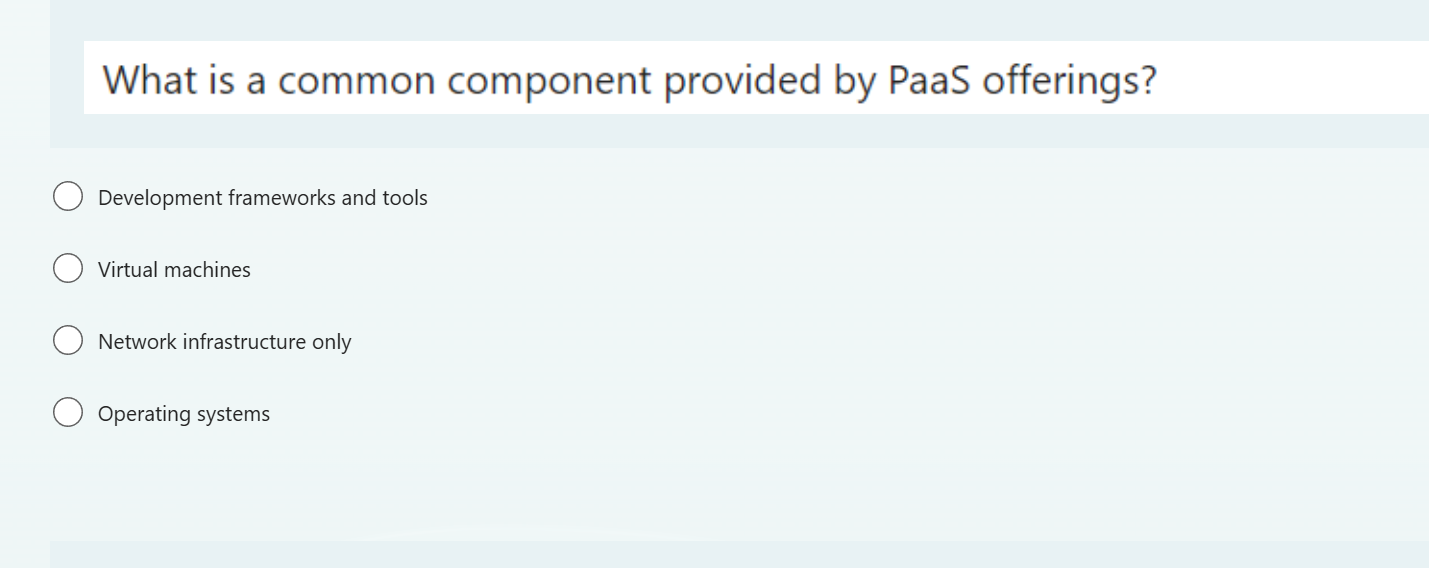 What is a common component provided by PaaS offerings?
Development frameworks and tools
Virtual machines
Network infrastructure only
Operating systems